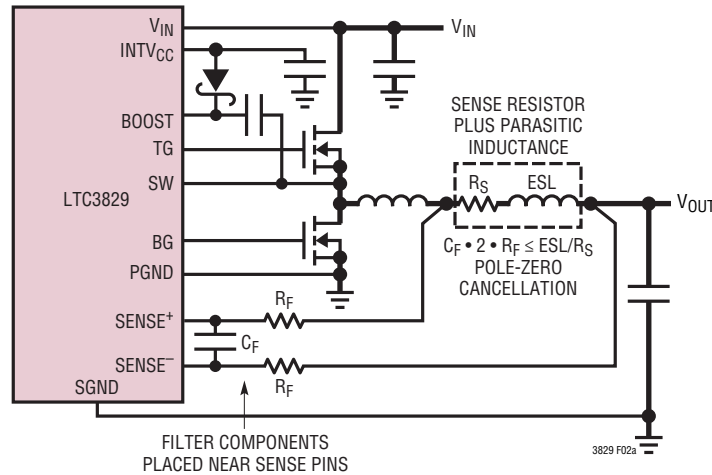 V_IN
INTV_CC
BOOST
TG
SW
LTC3829
BG
PGND
SENSE⁺
SENSE⁻
SGND
V_IN
SENSE RESISTOR
PLUS PARASITIC
INDUCTANCE
R_S ESL
V_OUT
C_F • 2 • R_F ≤ ESL/R_S
POLE-ZERO
CANCELLATION
R_F
C_F
R_F
FILTER COMPONENTS
PLACED NEAR SENSE PINS
3829 F02a